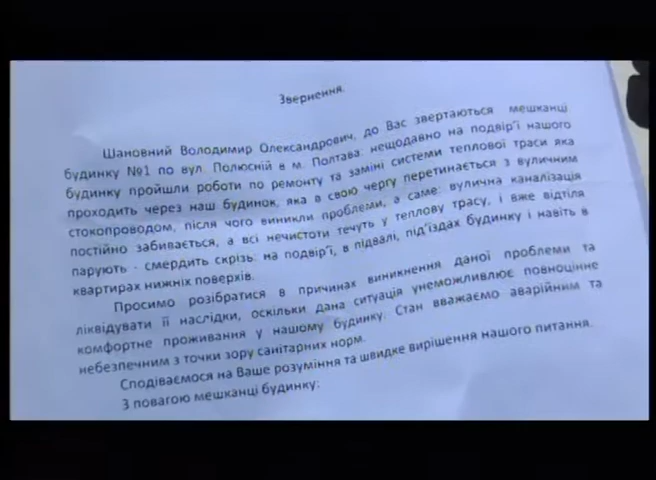 Звернення.
Шановний Володимир Олександрович, до Вас звертаються мешканці
будинку №1 по вул. Полюсній в м. Полтава: нещодавно на подвір'ї нашого
будинку пройшли роботи по ремонту та заміні системи теплової траси яка
проходить через наш будинок, яка в свою чергу перетинається з вуличним
стокопроводом, після чого виникли проблеми, а саме: вулична каналізація
постійно забивається, а всі нечистоти течуть у теплову трасу, і вже відтіля
парують - смердить скрізь: на подвір'ї, в підвалі, під'їздах будинку і навіть в
квартирах нижніх поверхів.
Просимо розібратися в причинах виникнення даної проблеми та
ліквідувати її наслідки, оскільки дана ситуація унеможливлює повноцінне
комфортне проживання у нашому будинку. Стан вважаємо аварійним та
небезпечним з точки зору санітарних норм.
Сподіваємося на Ваше розуміння та швидке вирішення нашого питання.
З повагою мешканці будинку: